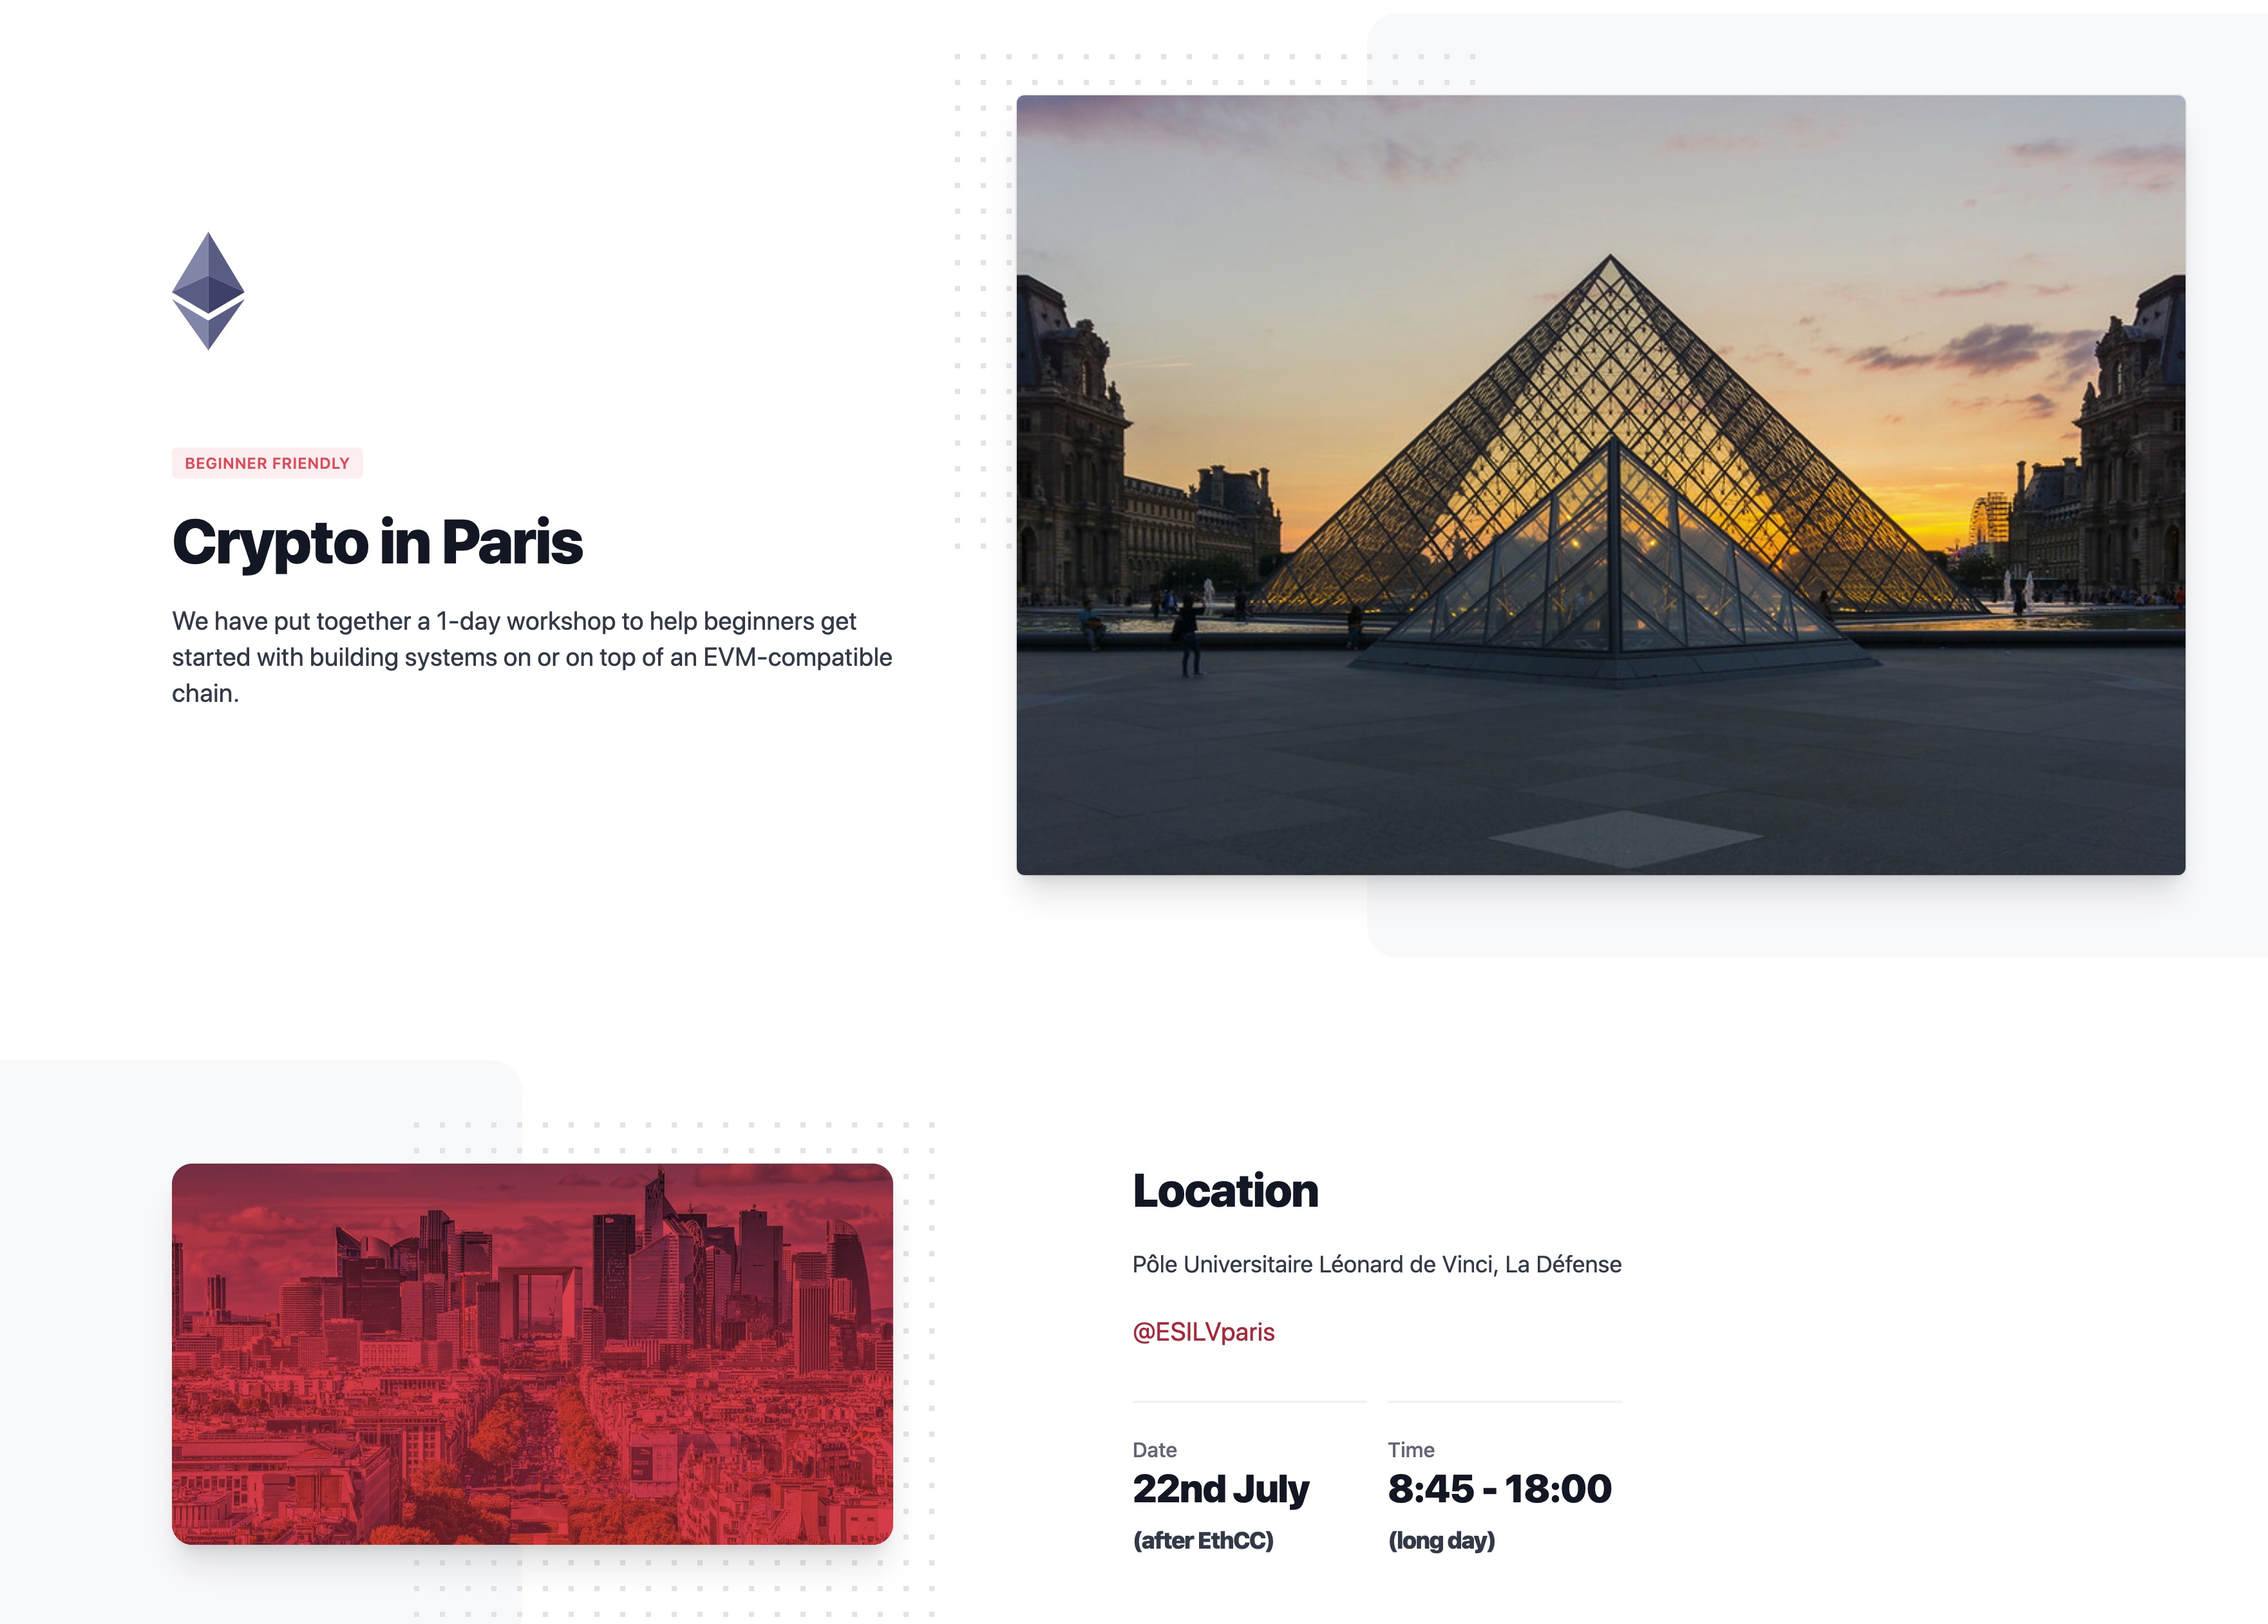 BEGINNER FRIENDLY
Crypto in Paris
We have put together a 1-day workshop to help beginners get
started with building systems on or on top of an EVM-compatible
chain.
Location
Pôle Universitaire Léonard de Vinci, La Défense
@ESILVparis
Date
22nd July
(after EthCC)
Time
8:45 - 18:00
(long day)